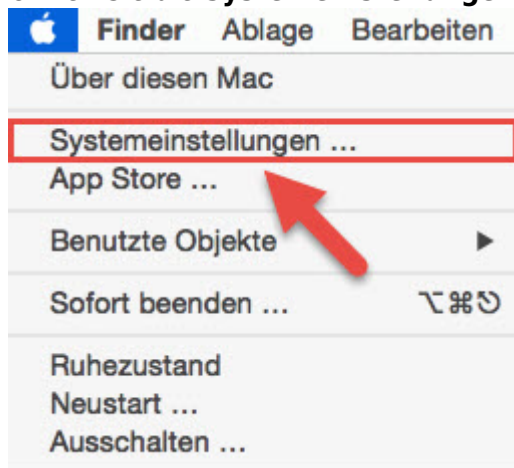 Finder Ablage Bearbeiten
Über diesen Mac
Systemeinstellungen ...
App Store ...
Benutzte Objekte ▶
Sofort beenden ... ⌥⌘⎋
Ruhezustand
Neustart ...
Ausschalten ...